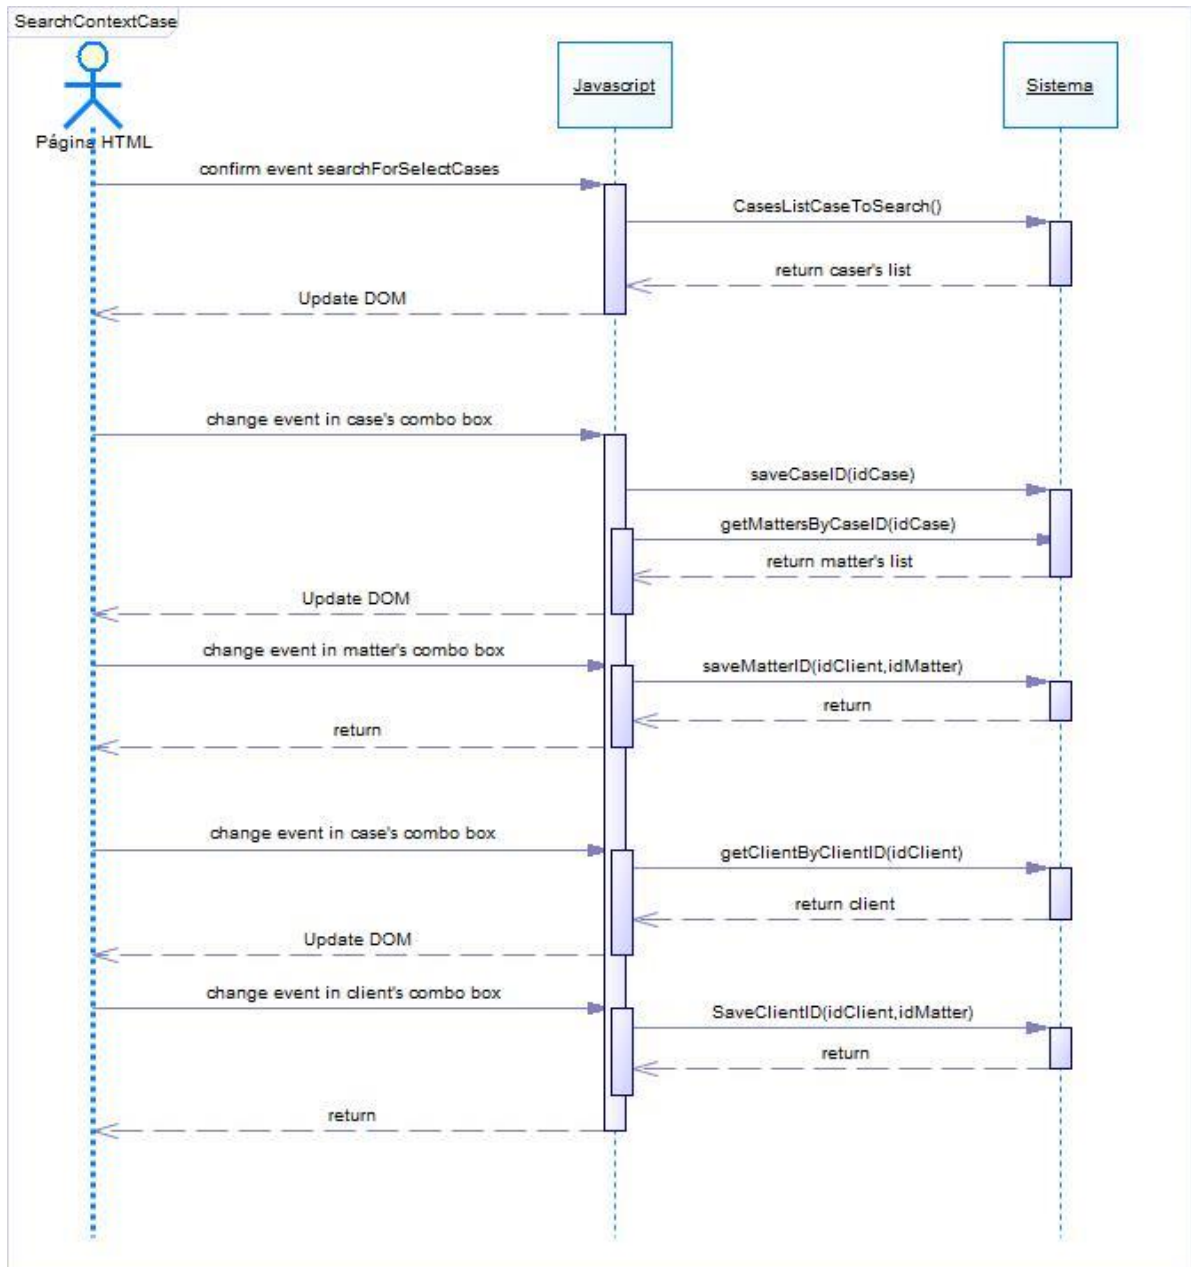 SearchContextCase
Página HTML
Javascript
Sistema
confirm event searchForSelectCases
CasesListCaseToSearch()
return caser's list
Update DOM
change event in case's combo box
saveCaseID(idCase)
getMattersByCaseID(idCase)
return matter's list
Update DOM
change event in matter's combo box
saveMatterID(idClient,idMatter)
return
return
change event in case's combo box
getClientByClientID(idClient)
return client
Update DOM
change event in client's combo box
SaveClientID(idClient,idMatter)
return
return